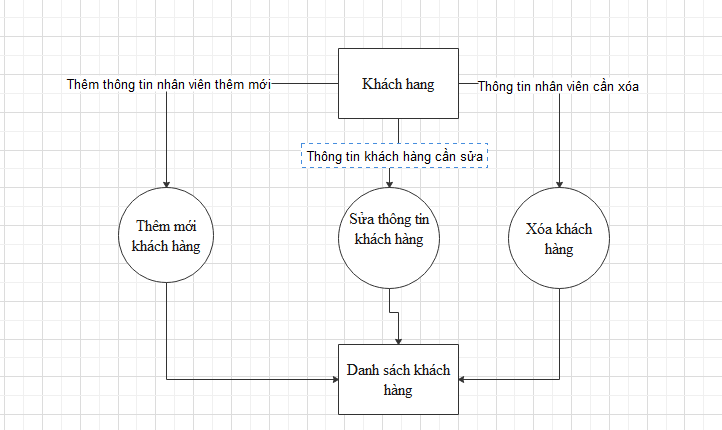 Khách hang
Thêm thông tin nhân viên thêm mới
Thông tin nhân viên cần xóa
Thông tin khách hàng cần sửa
Thêm mới
khách hàng
Sửa thông tin
khách hàng
Xóa khách
hàng
Danh sách khách
hàng